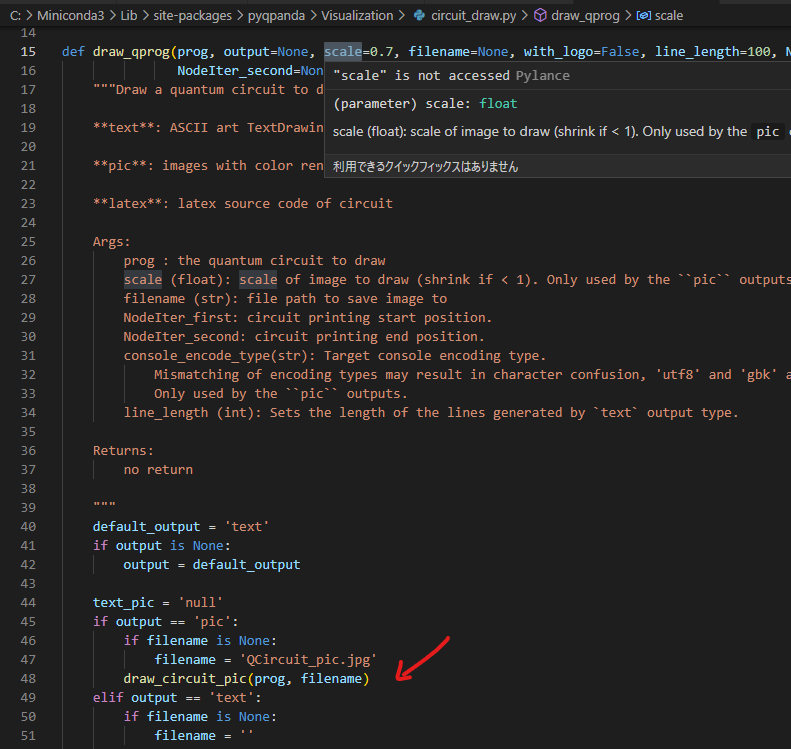 C: > Miniconda3 > Lib > site-packages > pyqpanda > Visualization > circuit_draw.py > draw_qprog > scale
14
15 def draw_qprog(prog, output=None, scale=0.7, filename=None, with_logo=False, line_length=100, N
16 NodeIter_second=Non
"scale" is not accessed Pylance
(parameter) scale: float
scale (float): scale of image to draw (shrink if < 1). Only used by the pic
利用できるクイックフィックスはありません
17 """Draw a quantum circuit to d
18
19 **text**: ASCII art TextDrawin
20
21 **pic**: images with color ren
22
23 **latex**: latex source code of circuit
24
25 Args:
26 prog : the quantum circuit to draw
27 scale (float): scale of image to draw (shrink if < 1). Only used by the ``pic`` outputs
28 filename (str): file path to save image to
29 NodeIter_first: circuit printing start position.
30 NodeIter_second: circuit printing end position.
31 console_encode_type(str): Target console encoding type.
32 Mismatching of encoding types may result in character confusion, 'utf8' and 'gbk' a
33 Only used by the ``pic`` outputs.
34 line_length (int): Sets the length of the lines generated by `text` output type.
35
36 Returns:
37 no return
38
39 """
40 default_output = 'text'
41 if output is None:
42 output = default_output
43
44 text_pic = 'null'
45 if output == 'pic':
46 if filename is None:
47 filename = 'QCircuit_pic.jpg'
48 draw_circuit_pic(prog, filename)
49 elif output == 'text':
50 if filename is None:
51 filename = ''